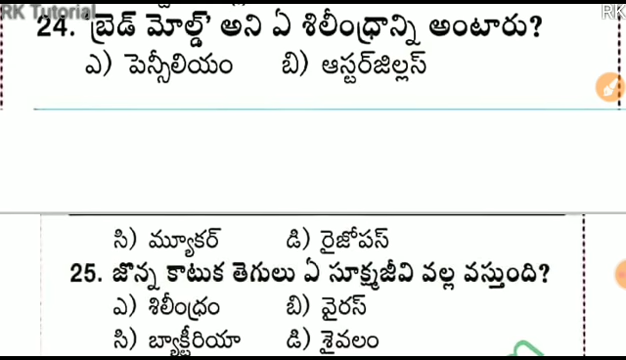 RK Tutorial
RK
24. 'బ్రెడ్ మోల్డ్' అని ఏ శిలీంధ్రాన్ని అంటారు?
ఎ) పెన్సీలియం బి) ఆస్టర్‌జిల్లస్
సి) మ్యూకర్ డి) రైజోపస్
25. జొన్న కాటుక తెగులు ఏ సూక్ష్మజీవి వల్ల వస్తుంది?
ఎ) శిలీంధ్రం బి) వైరస్
సి) బ్యాక్టీరియా డి) శైవలం